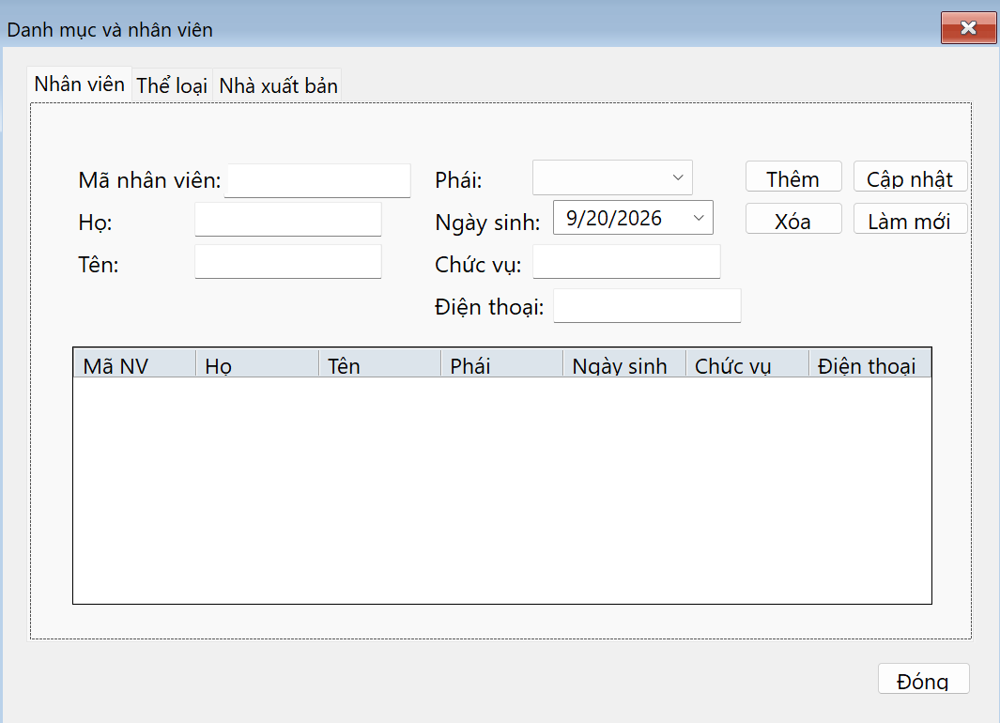 Danh mục và nhân viên
Nhân viên Thể loại Nhà xuất bản
Mã nhân viên: Phái: Thêm Cập nhật
Họ: Ngày sinh: 9/20/2026 Xóa Làm mới
Tên: Chức vụ:
Điện thoại:
Mã NV Họ Tên Phái Ngày sinh Chức vụ Điện thoại
Đóng